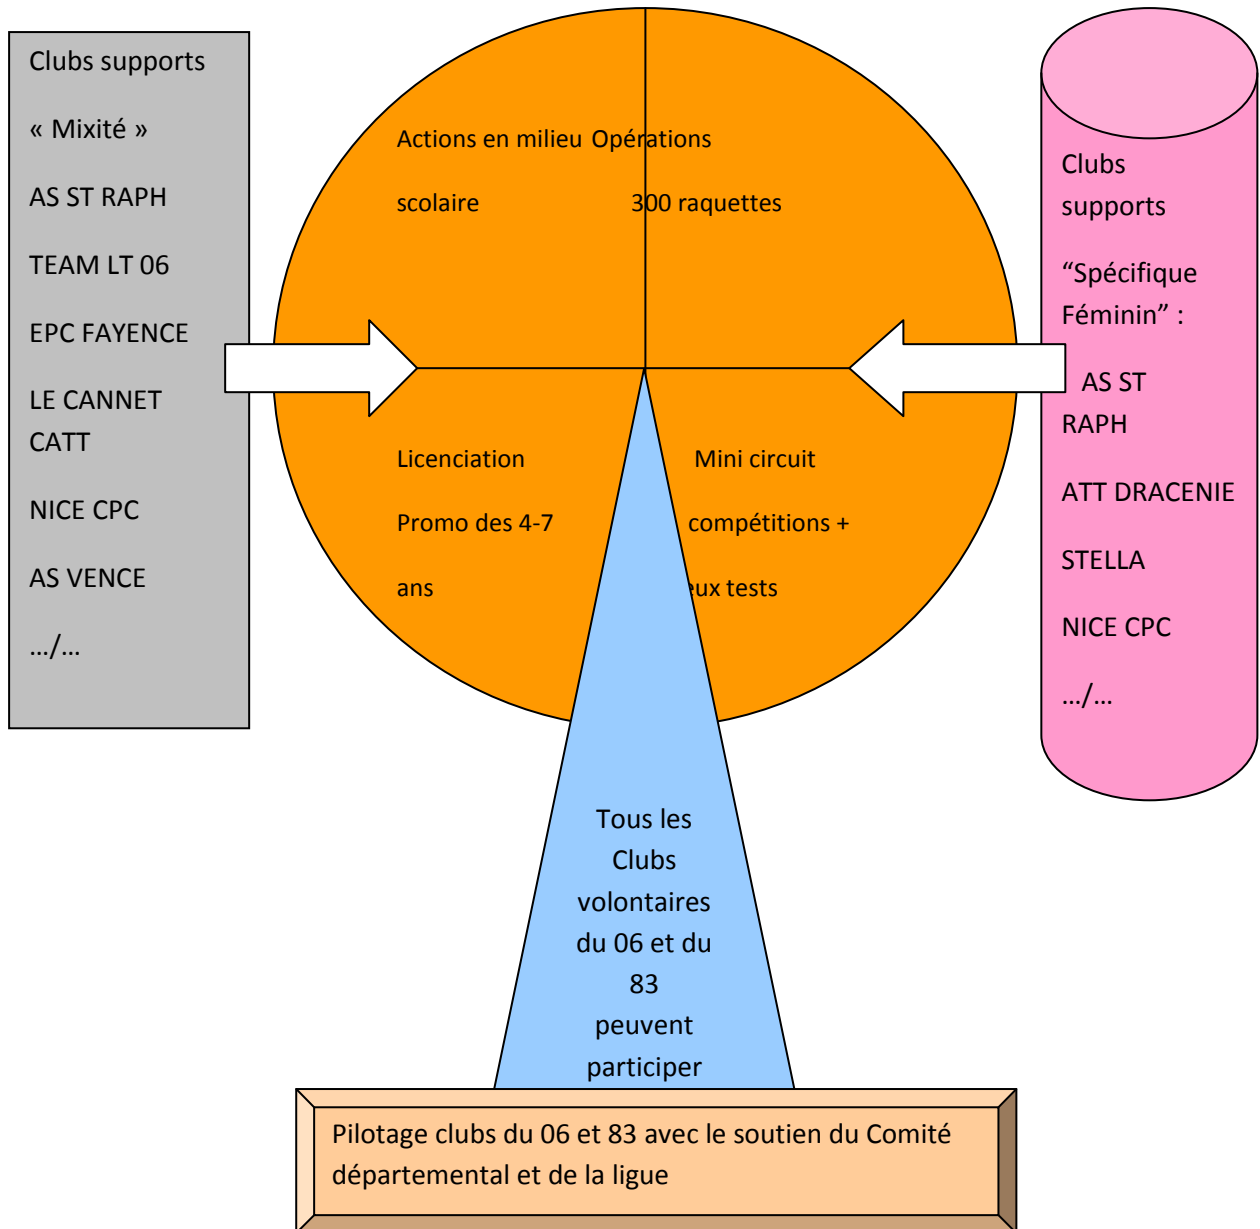 Clubs supports
« Mixité »
AS ST RAPH
TEAM LT 06
EPC FAYENCE
LE CANNET
CATT
NICE CPC
AS VENCE
…/…
Actions en milieu
scolaire
Opérations
300 raquettes
Licenciation
Promo des 4-7
ans
Mini circuit
compétitions +
eux tests
Clubs
supports
“Spécifique
Féminin” :
AS ST
RAPH
ATT DRACENIE
STELLA
NICE CPC
…/…
Tous les
Clubs
volontaires
du 06 et du
83
peuvent
participer
Pilotage clubs du 06 et 83 avec le soutien du Comité
départemental et de la ligue